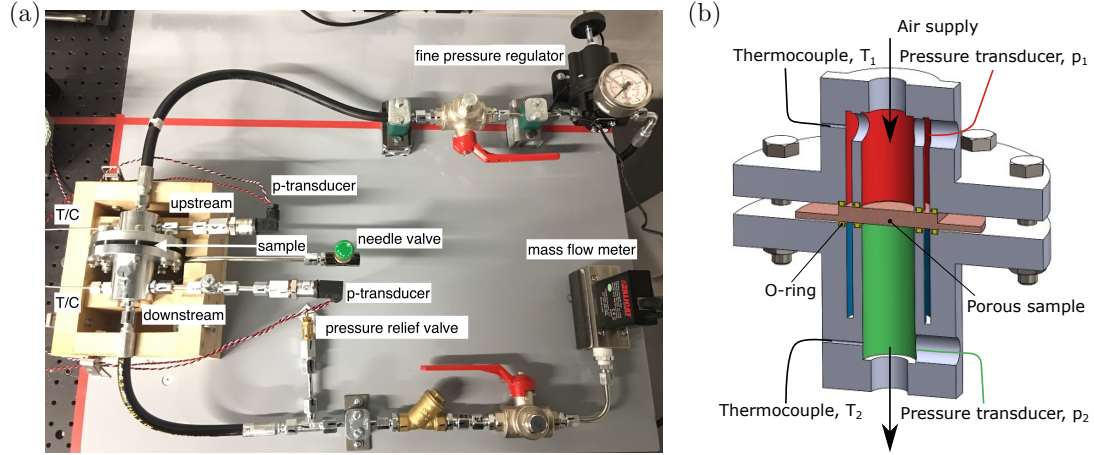 (a)
fine pressure regulator
p-transducer
T/C
upstream
sample
needle valve
mass flow meter
p-transducer
T/C
downstream
pressure relief valve
ALICAT
(b)
Air supply
Thermocouple, T1
Pressure transducer, p1
O-ring
Porous sample
Thermocouple, T2
Pressure transducer, p2